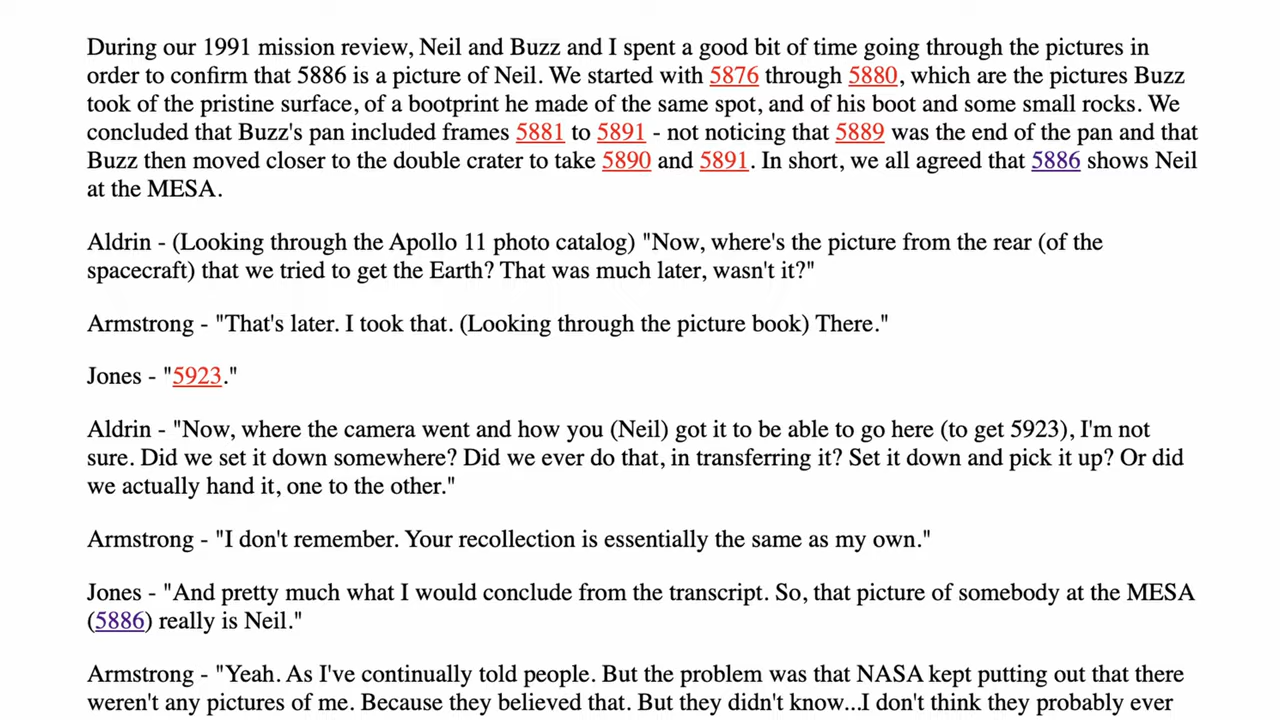 During our 1991 mission review, Neil and Buzz and I spent a good bit of time going through the pictures in
order to confirm that 5886 is a picture of Neil. We started with 5876 through 5880, which are the pictures Buzz
took of the pristine surface, of a bootprint he made of the same spot, and of his boot and some small rocks. We
concluded that Buzz's pan included frames 5881 to 5891 - not noticing that 5889 was the end of the pan and that
Buzz then moved closer to the double crater to take 5890 and 5891. In short, we all agreed that 5886 shows Neil
at the MESA.
Aldrin - (Looking through the Apollo 11 photo catalog) "Now, where's the picture from the rear (of the
spacecraft) that we tried to get the Earth? That was much later, wasn't it?"
Armstrong - "That's later. I took that. (Looking through the picture book) There."
Jones - "5923."
Aldrin - "Now, where the camera went and how you (Neil) got it to be able to go here (to get 5923), I'm not
sure. Did we set it down somewhere? Did we ever do that, in transferring it? Set it down and pick it up? Or did
we actually hand it, one to the other."
Armstrong - "I don't remember. Your recollection is essentially the same as my own."
Jones - "And pretty much what I would conclude from the transcript. So, that picture of somebody at the MESA
(5886) really is Neil."
Armstrong - "Yeah. As I've continually told people. But the problem was that NASA kept putting out that there
weren't any pictures of me. Because they believed that. But they didn't know...I don't think they probably ever